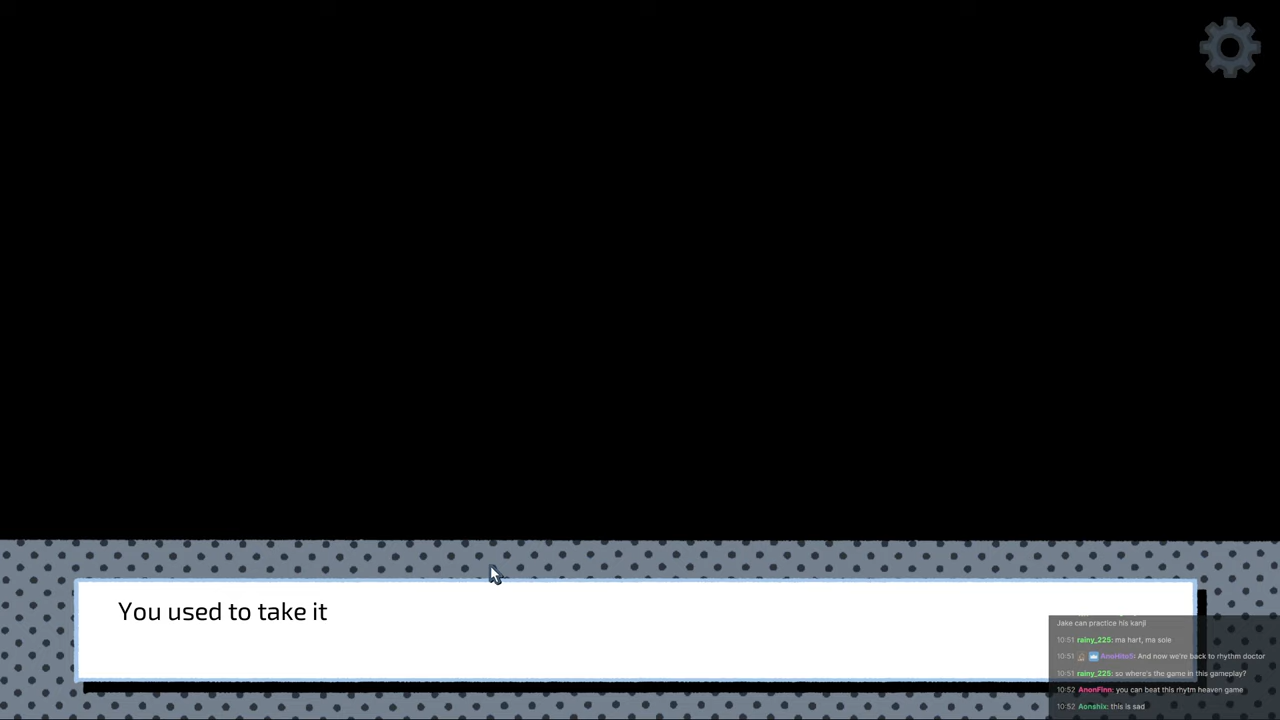 You used to take it
Jake can practice his kanji
10:51 rainy_225: ma hart, ma sole
10:51 AnoHito5: And now we're back to rhythm doctor
10:51 rainy_225: so where's the game in this gameplay?
10:52 AnonFinn: you can beat this rhytm heaven game
10:52 Aonshix: this is sad